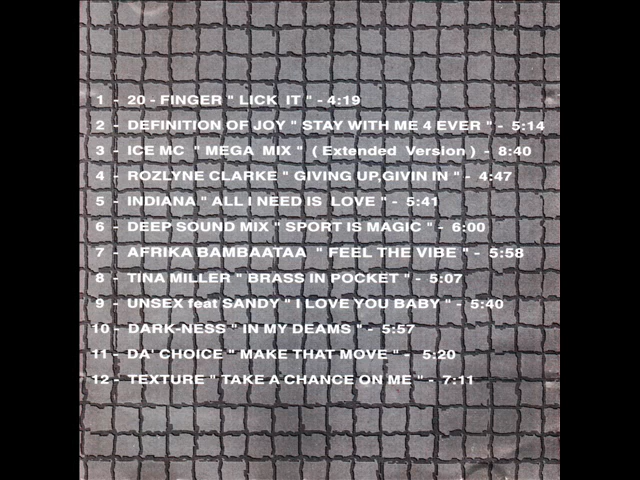 1 - 20 - FINGER " LICK IT " - 4:19
2 - DEFINITION OF JOY " STAY WITH ME 4 EVER " - 5:14
3 - ICE MC " MEGA MIX " ( Extended Version ) - 8:40
4 - ROZLYNE CLARKE " GIVING UP,GIVIN IN " - 4:47
5 - INDIANA " ALL I NEED IS LOVE " - 5:41
6 - DEEP SOUND MIX " SPORT IS MAGIC " - 6:00
7 - AFRIKA BAMBAATAA " FEEL THE VIBE " - 5:58
8 - TINA MILLER " BRASS IN POCKET " - 5:07
9 - UNSEX feat SANDY " I LOVE YOU BABY " - 5:40
10 - DARK-NESS " IN MY DEAMS " - 5:57
11 - DA' CHOICE " MAKE THAT MOVE " - 5:20
12 - TEXTURE " TAKE A CHANCE ON ME " - 7:11